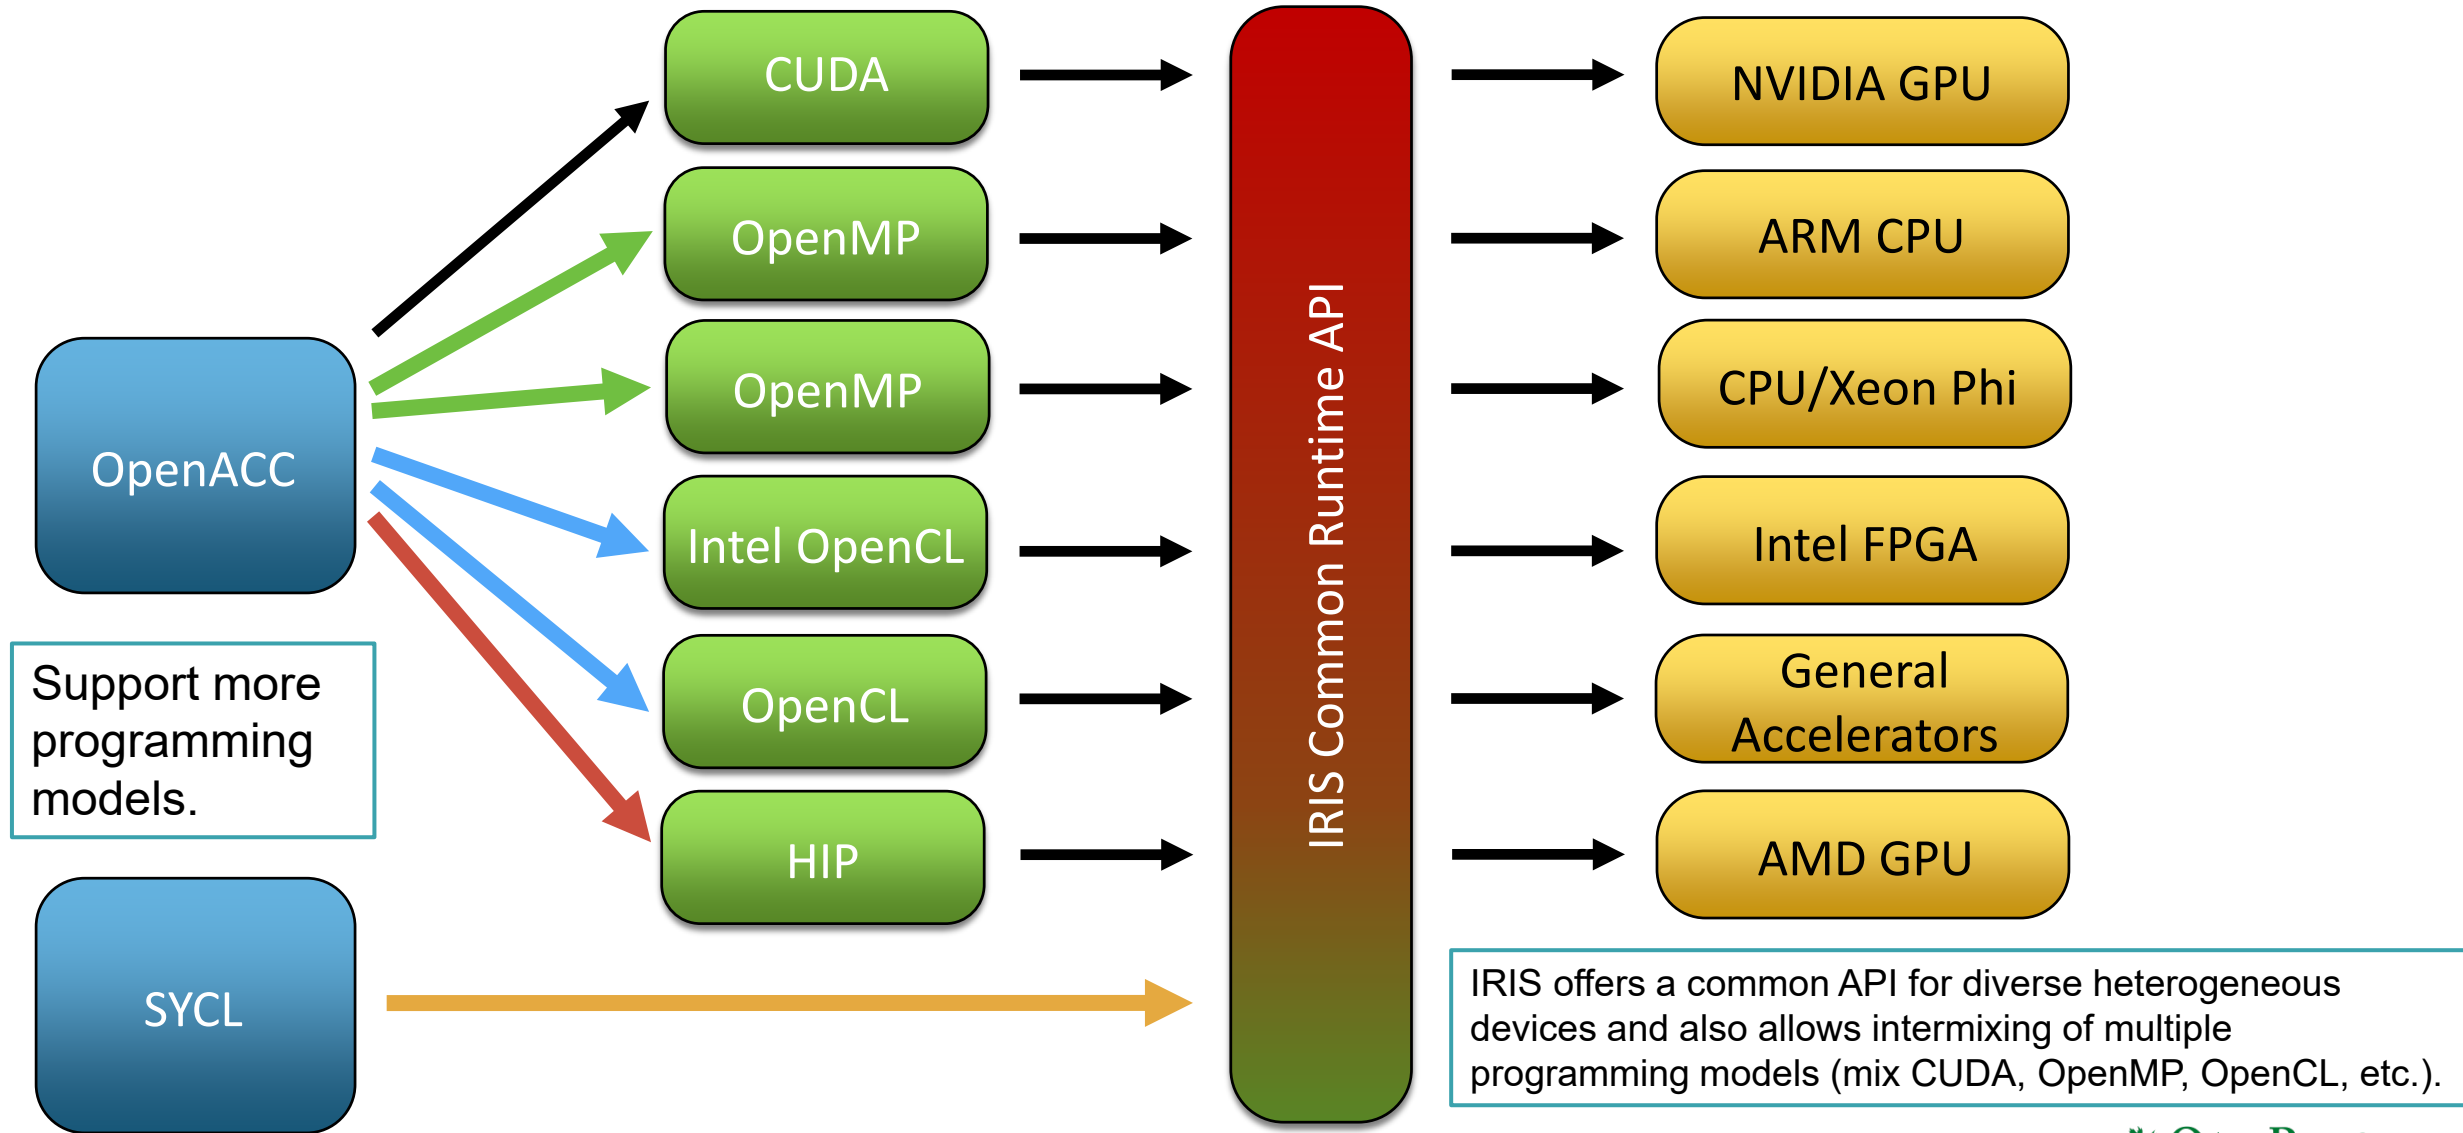 CUDA
OpenMP
OpenMP
Intel OpenCL
OpenCL
HIP
OpenACC
Support more
programming
models.
SYCL
IRIS Common Runtime API
NVIDIA GPU
ARM CPU
CPU/Xeon Phi
Intel FPGA
General
Accelerators
AMD GPU
IRIS offers a common API for diverse heterogeneous
devices and also allows intermixing of multiple
programming models (mix CUDA, OpenMP, OpenCL, etc.).